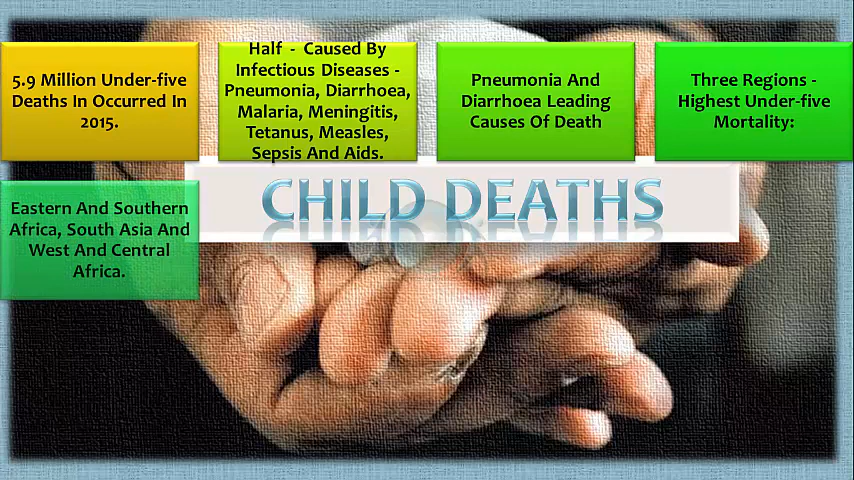 5.9 Million Under-five
Deaths In Occurred In
2015.
Half - Caused By
Infectious Diseases -
Pneumonia, Diarrhoea,
Malaria, Meningitis,
Tetanus, Measles,
Sepsis And Aids.
Pneumonia And
Diarrhoea Leading
Causes Of Death
Three Regions -
Highest Under-five
Mortality:
CHILD DEATHS
Eastern And Southern
Africa, South Asia And
West And Central
Africa.